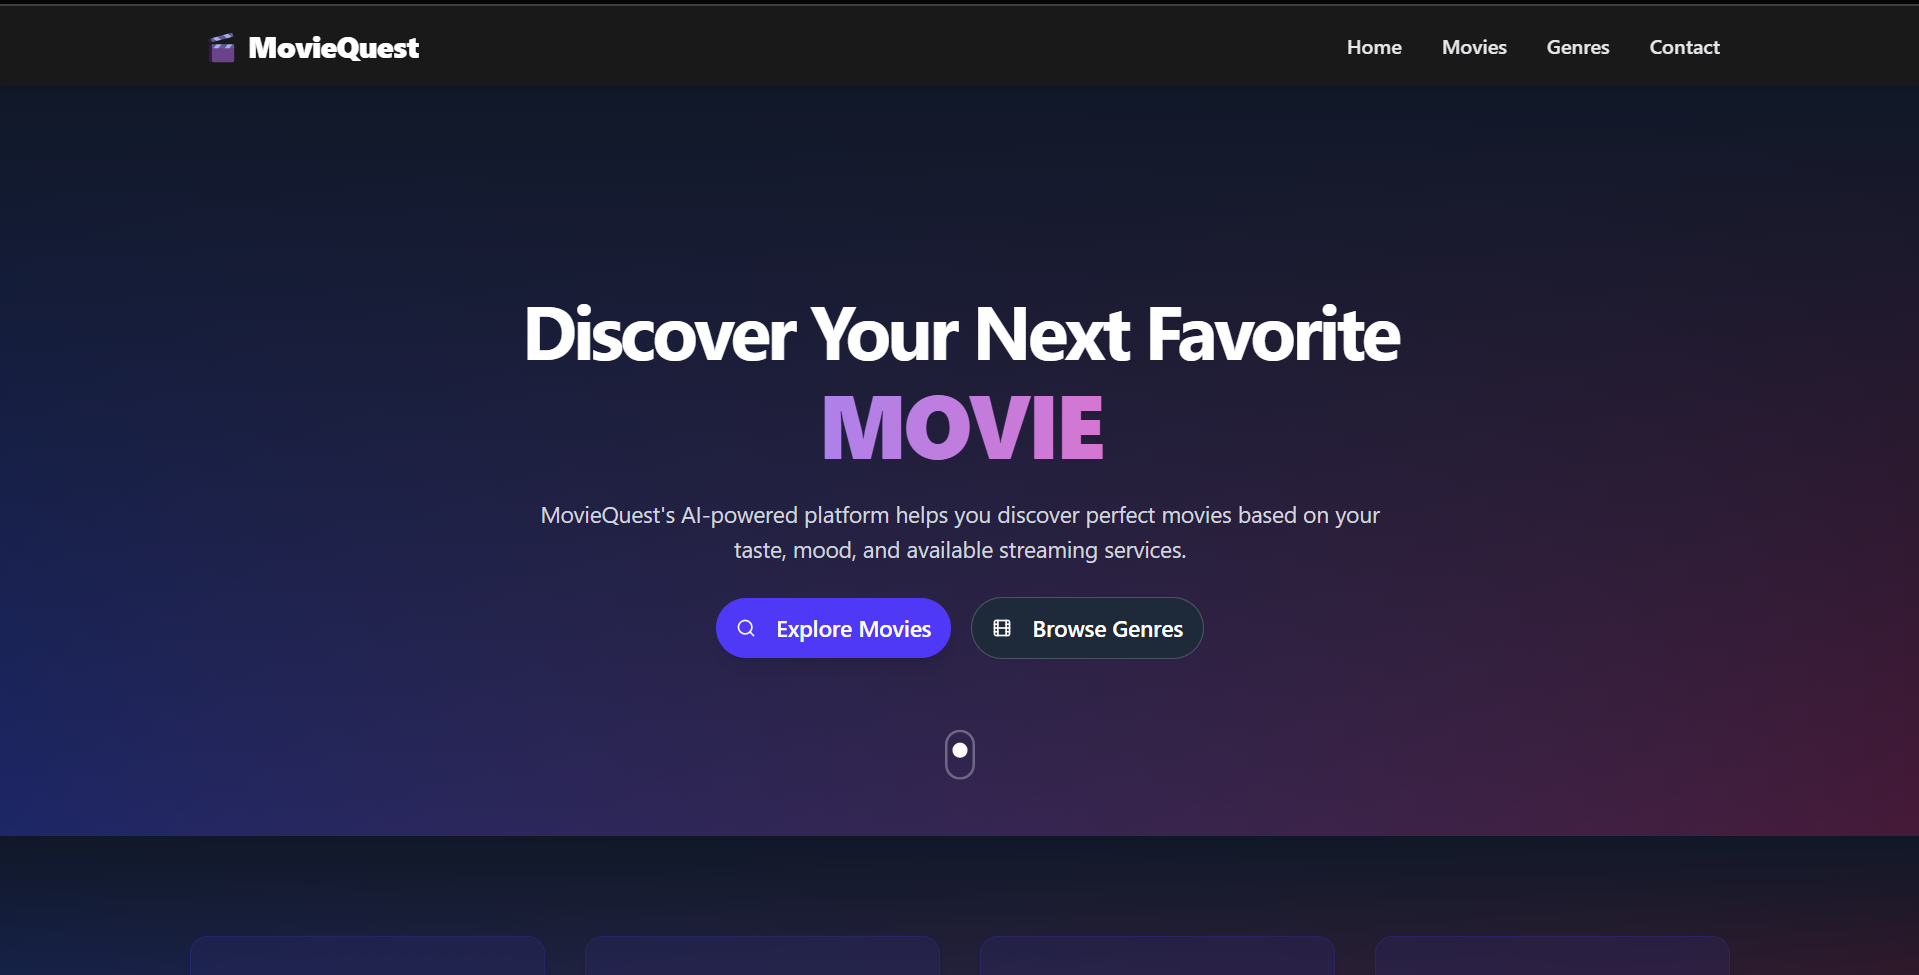 MovieQuest
Home
Movies
Genres
Contact
Discover Your Next Favorite
MOVIE
MovieQuest's AI-powered platform helps you discover perfect movies based on your
taste, mood, and available streaming services.
Explore Movies
Browse Genres